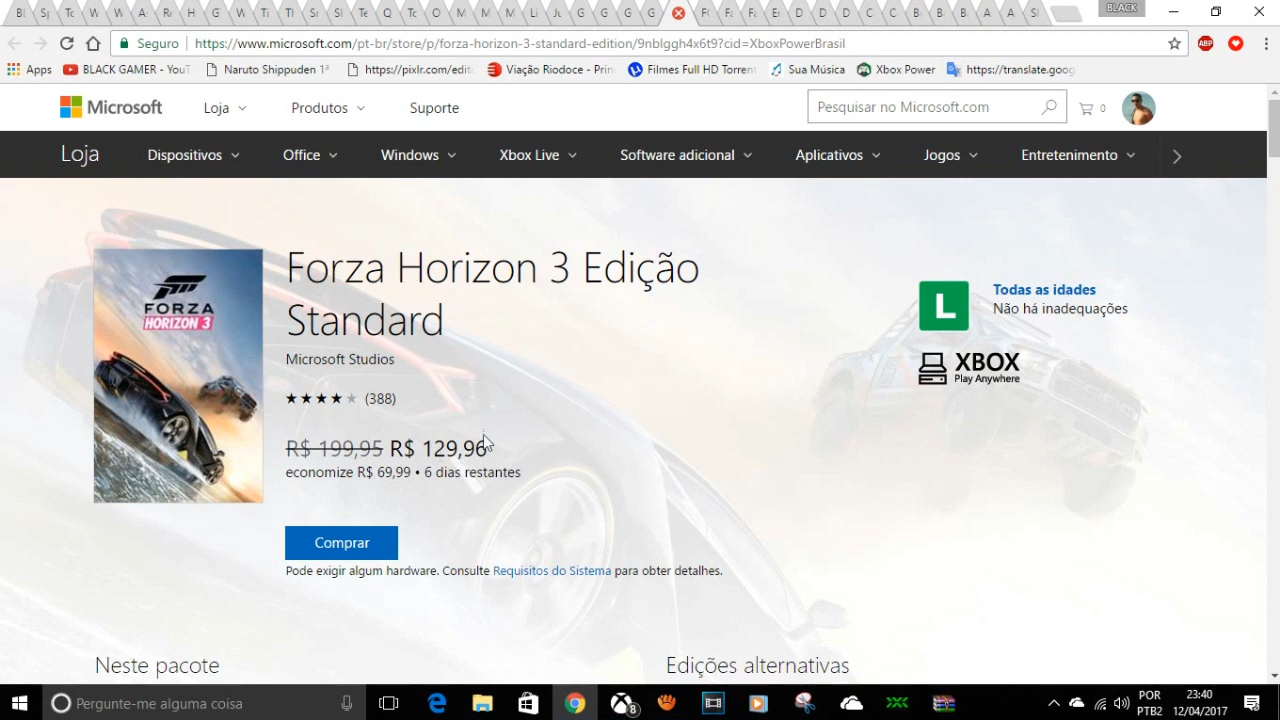 BLACK
Seguro
https://www.microsoft.com/pt-br/store/p/forza-horizon-3-standard-edition/9nblggh4x6t9?cid=XboxPowerBrasil
ABP
Apps
BLACK GAMER - YouT
Naruto Shippuden 1ª
https://pixlr.com/edit
Viação Riodoce - Prin
Filmes Full HD Torrent
Sua Música
Xbox Power
https://translate.goog
Microsoft
Loja
Produtos
Suporte
Pesquisar no Microsoft.com
0
Loja
Dispositivos
Office
Windows
Xbox Live
Software adicional
Aplicativos
Jogos
Entretenimento
FORZA
HORIZON 3
Forza Horizon 3 Edição
Standard
Microsoft Studios
(388)
R$ 199,95 R$ 129,96
economize R$ 69,99 • 6 dias restantes
Comprar
Pode exigir algum hardware. Consulte Requisitos do Sistema para obter detalhes.
L
Todas as idades
Não há inadequações
XBOX
Play Anywhere
Neste pacote
Edições alternativas
Pergunte-me alguma coisa
8
POR
PTB2
23:40
12/04/2017